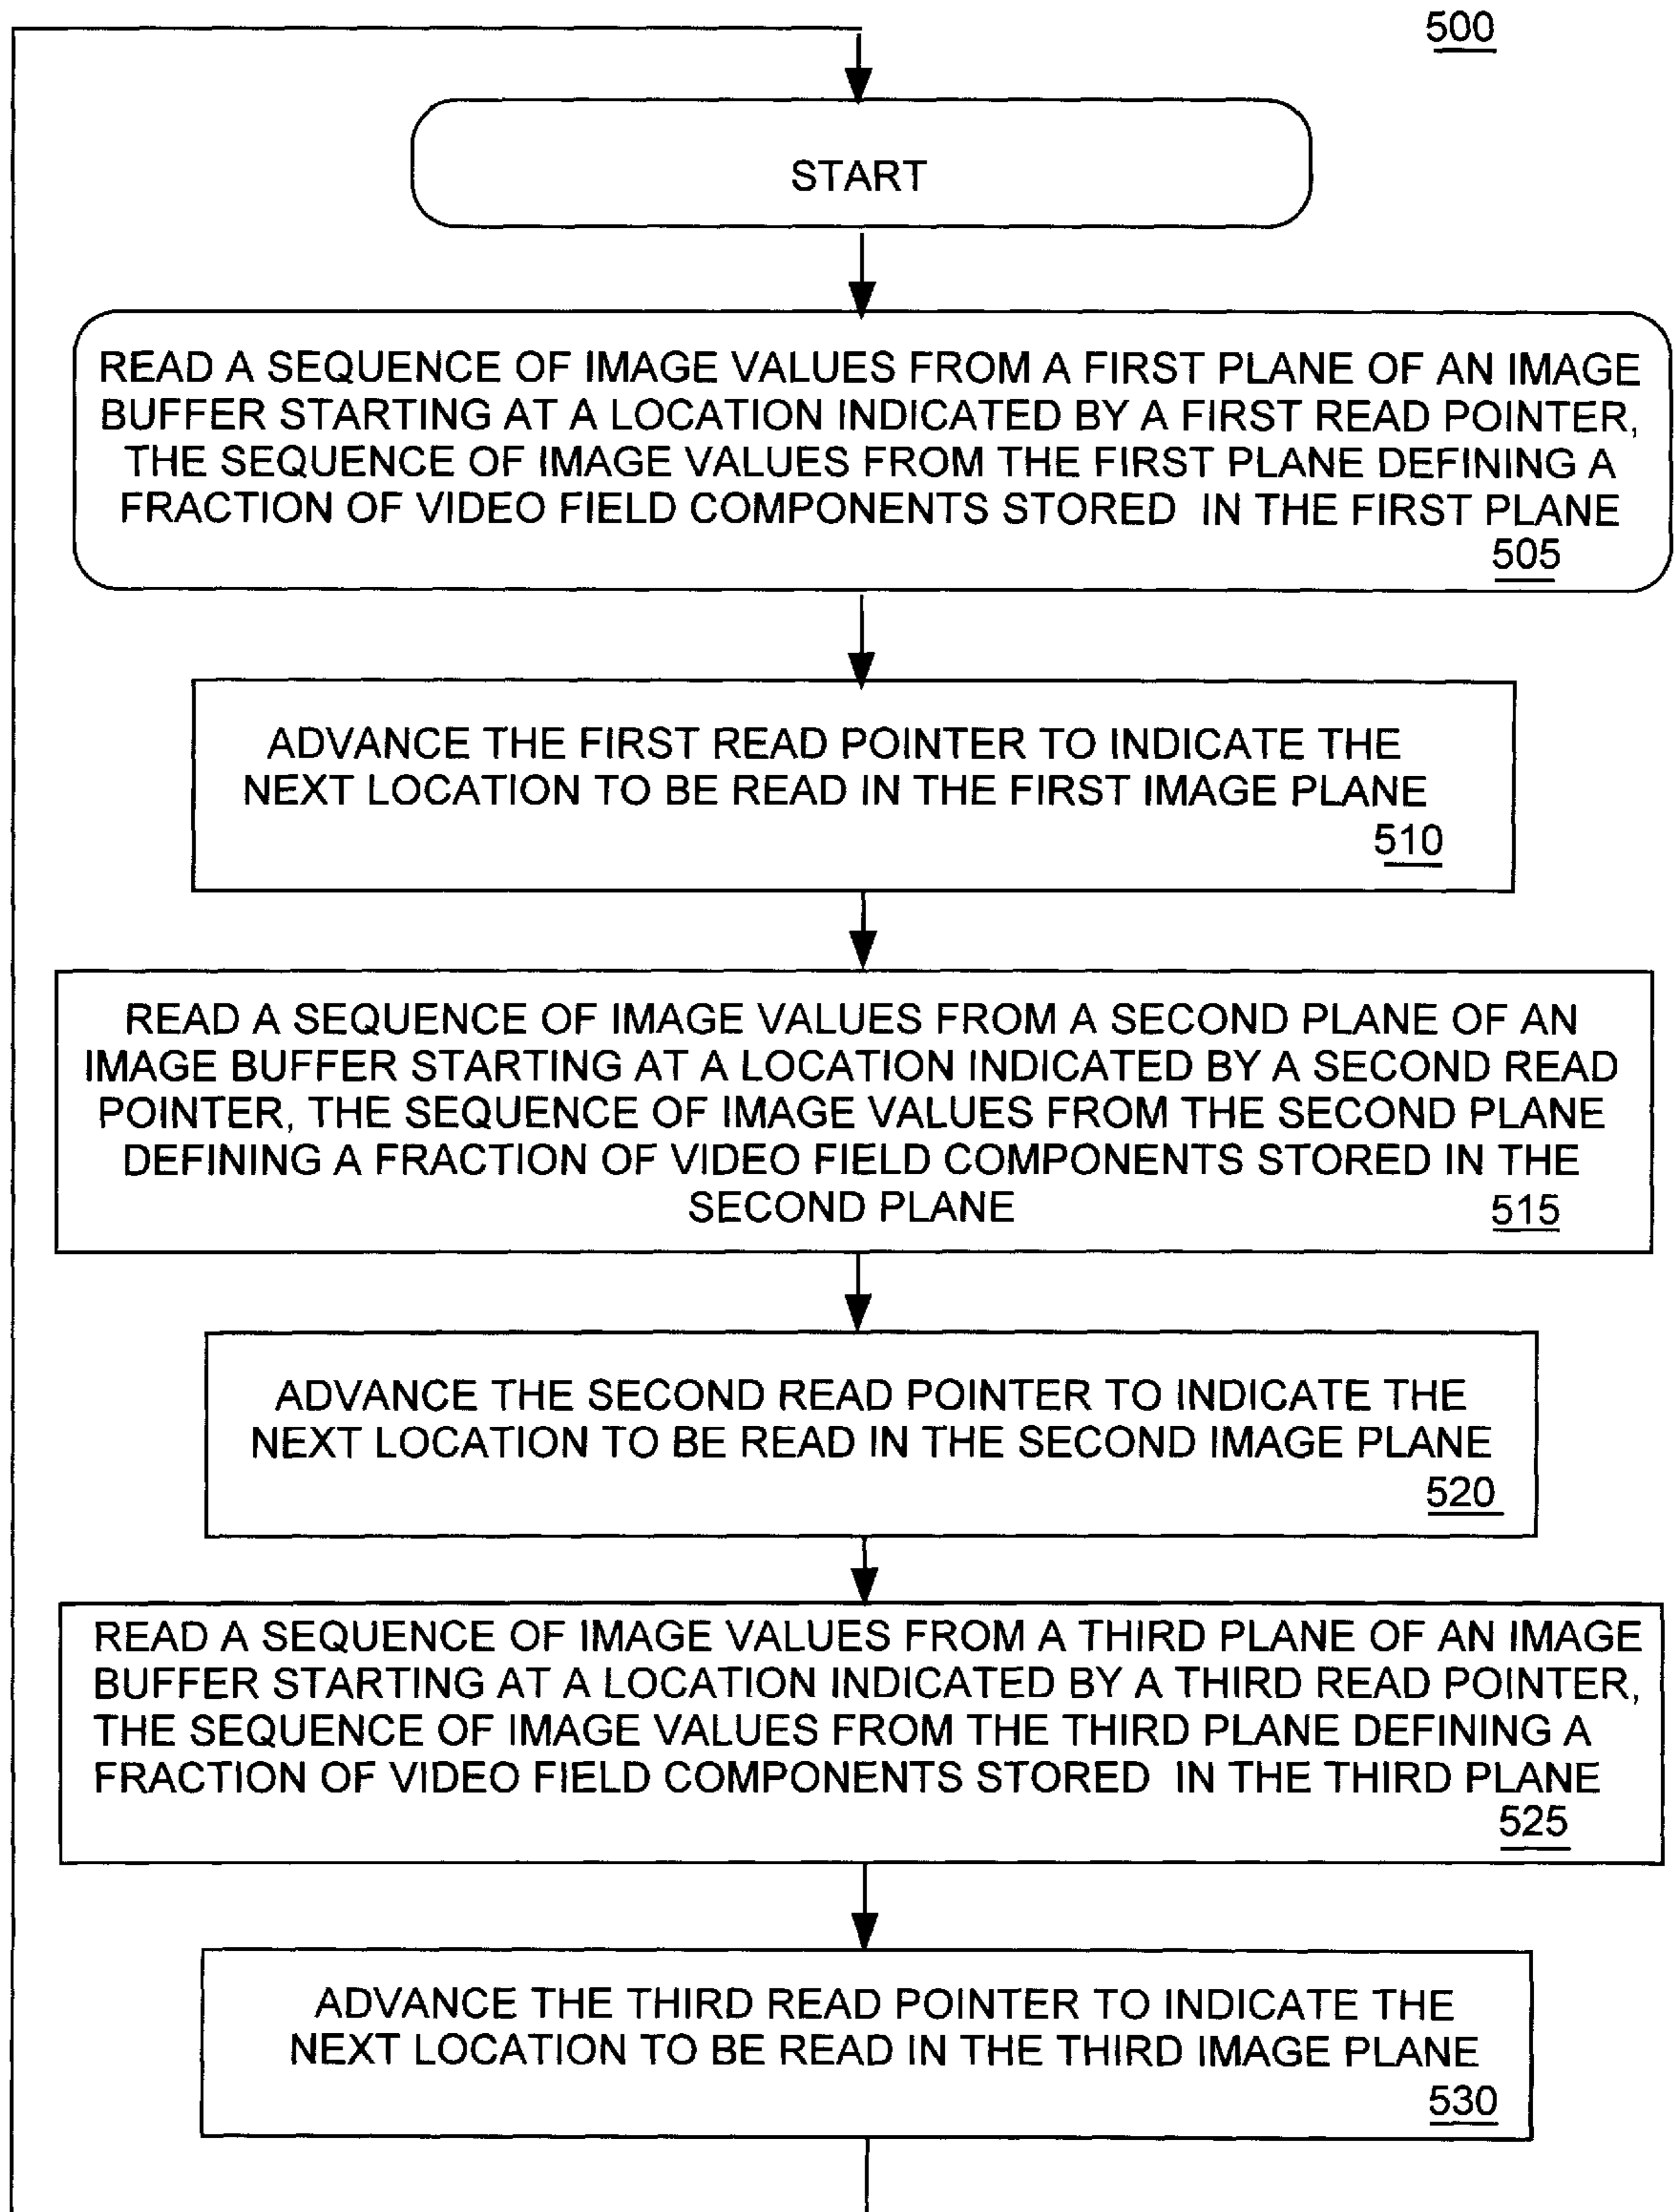 500
START
READ A SEQUENCE OF IMAGE VALUES FROM A FIRST PLANE OF AN IMAGE
BUFFER STARTING AT A LOCATION INDICATED BY A FIRST READ POINTER,
THE SEQUENCE OF IMAGE VALUES FROM THE FIRST PLANE DEFINING A
FRACTION OF VIDEO FIELD COMPONENTS STORED IN THE FIRST PLANE
505
ADVANCE THE FIRST READ POINTER TO INDICATE THE
NEXT LOCATION TO BE READ IN THE FIRST IMAGE PLANE
510
READ A SEQUENCE OF IMAGE VALUES FROM A SECOND PLANE OF AN
IMAGE BUFFER STARTING AT A LOCATION INDICATED BY A SECOND READ
POINTER, THE SEQUENCE OF IMAGE VALUES FROM THE SECOND PLANE
DEFINING A FRACTION OF VIDEO FIELD COMPONENTS STORED IN THE
SECOND PLANE 515
ADVANCE THE SECOND READ POINTER TO INDICATE THE
NEXT LOCATION TO BE READ IN THE SECOND IMAGE PLANE
520
READ A SEQUENCE OF IMAGE VALUES FROM A THIRD PLANE OF AN IMAGE
BUFFER STARTING AT A LOCATION INDICATED BY A THIRD READ POINTER,
THE SEQUENCE OF IMAGE VALUES FROM THE THIRD PLANE DEFINING A
FRACTION OF VIDEO FIELD COMPONENTS STORED IN THE THIRD PLANE
525
ADVANCE THE THIRD READ POINTER TO INDICATE THE
NEXT LOCATION TO BE READ IN THE THIRD IMAGE PLANE
530